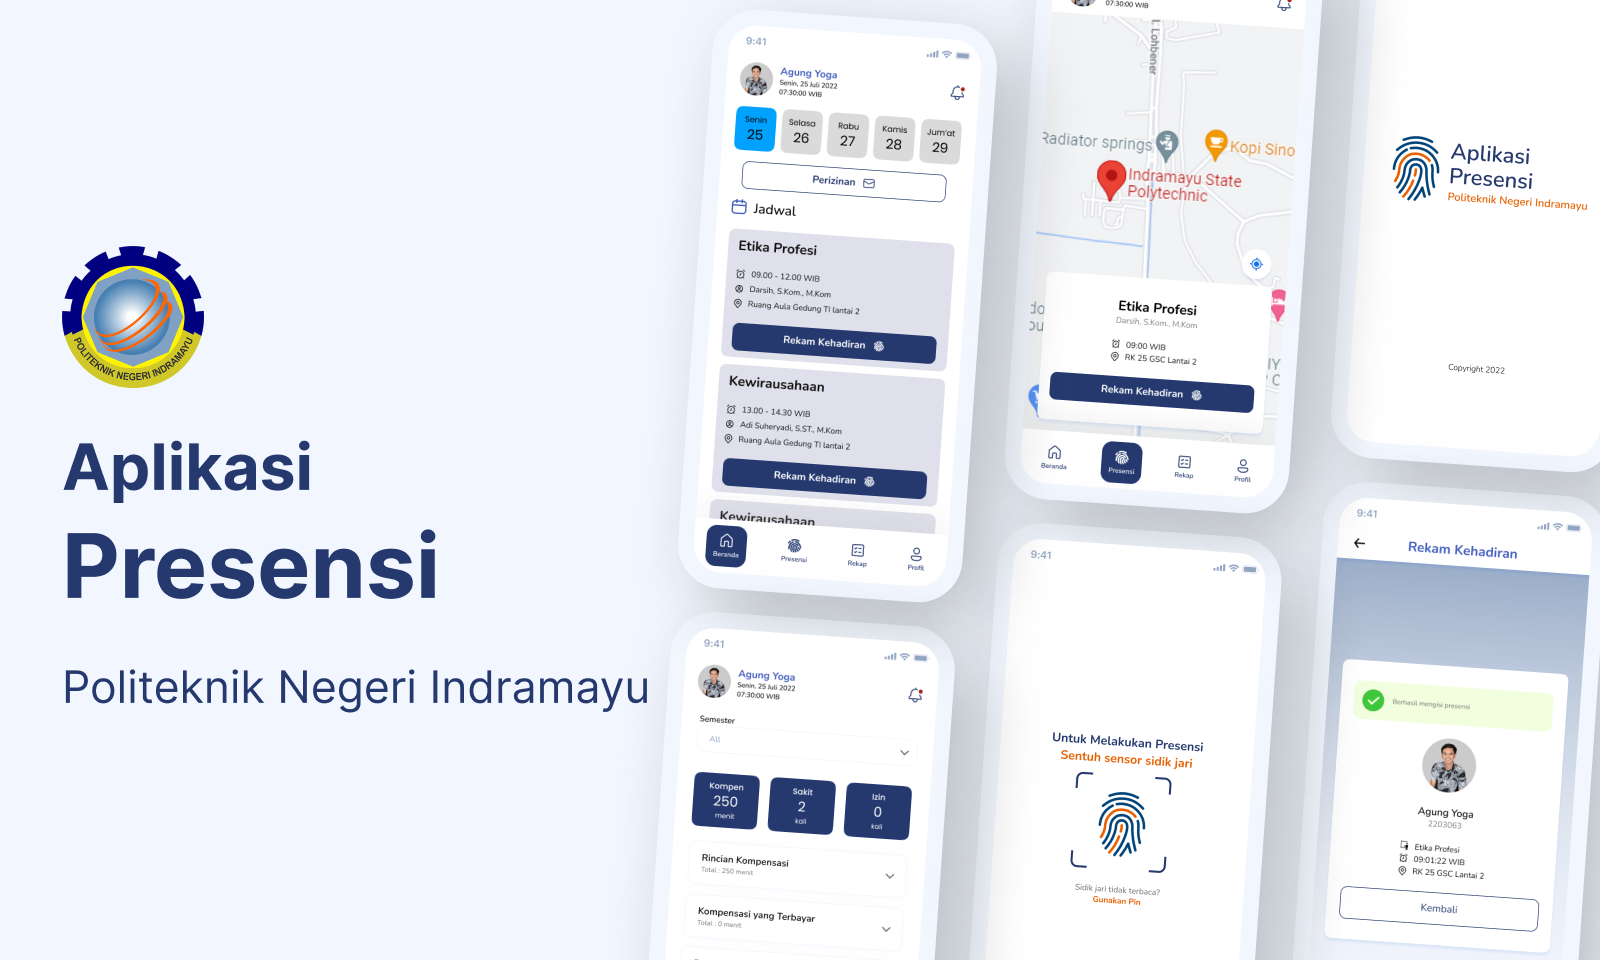 POLITEKNIK NEGERI INDRAMAYU
Aplikasi
Presensi
Politeknik Negeri Indramayu
9:41
Agung Yoga
Senin, 25 Juli 2022
07:30:00 WIB
Senin
25
Selasa
26
Rabu
27
Kamis
28
Jum'at
29
Perizinan
Jadwal
Etika Profesi
09.00 - 12.00 WIB
Darsih, S.Kom., M.Kom
Ruang Aula Gedung TI lantai 2
Rekam Kehadiran
Kewirausahaan
13.00 - 14.30 WIB
Adi Suheryadi, S.ST., M.Kom
Ruang Aula Gedung TI lantai 2
Rekam Kehadiran
Kewirausahaan
Beranda
Presensi
Rekap
Profil
07:30:00 WIB
Lohbener
Radiator springs
Kopi Sino
Indramayu State
Polytechnic
Etika Profesi
Darsih, S.Kom., M.Kom
09:00 WIB
RK 25 GSC Lantai 2
Rekam Kehadiran
Beranda
Presensi
Rekap
Profil
Aplikasi
Presensi
Politeknik Negeri Indramayu
Copyright 2022
9:41
Agung Yoga
Senin, 25 Juli 2022
07:30:00 WIB
Semester
All
Kompen
250
menit
Sakit
2
kali
Izin
0
kali
Rincian Kompensasi
Total : 250 menit
Kompensasi yang Terbayar
Total : 0 menit
9:41
Untuk Melakukan Presensi
Sentuh sensor sidik jari
Sidik jari tidak terbaca?
Gunakan Pin
9:41
Rekam Kehadiran
Berhasil mengisi presensi
Agung Yoga
2203063
Etika Profesi
09:01:22 WIB
RK 25 GSC Lantai 2
Kembali